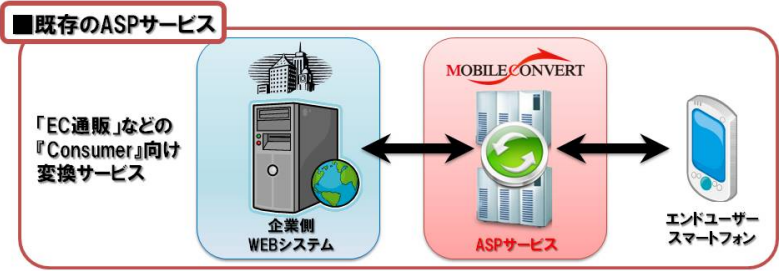 ■既存のASPサービス
MOBILECONVERT
「EC通販」などの
『Consumer』向け
変換サービス
企業側
WEBシステム
ASPサービス
エンドユーザー
スマートフォン